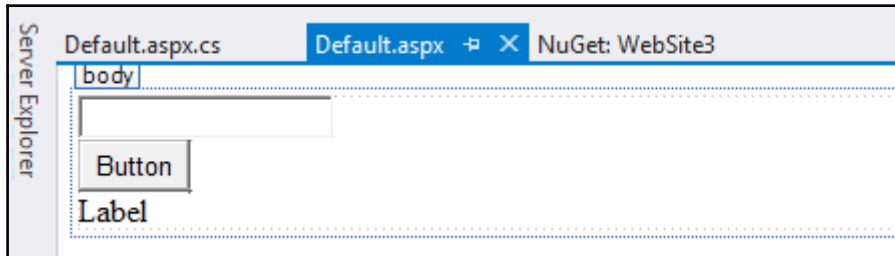 Server Explorer
Default.aspx.cs Default.aspx NuGet: WebSite3
body
Button
Label